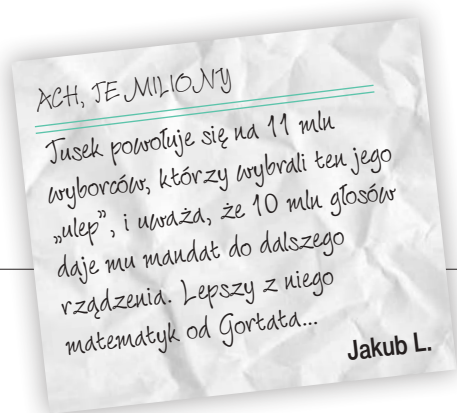 ACH, TE MILIONY
Tusek powołuje się na 11 mln
wyborców, którzy wybrali ten jego
„ulep”, i uważa, że 10 mln głosów
daje mu mandat do dalszego
rządzenia. Lepszy z niego
matematyk od Gortata...
Jakub L.